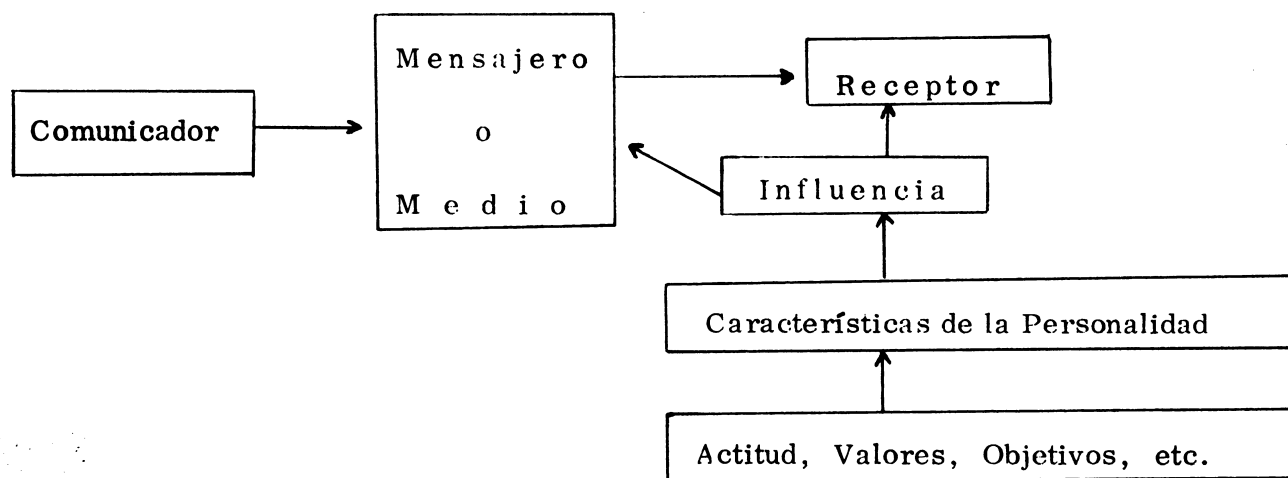 Comunicador
Mensajero
o
Medio
Receptor
Influencia
Características de la Personalidad
Actitud, Valores, Objetivos, etc.